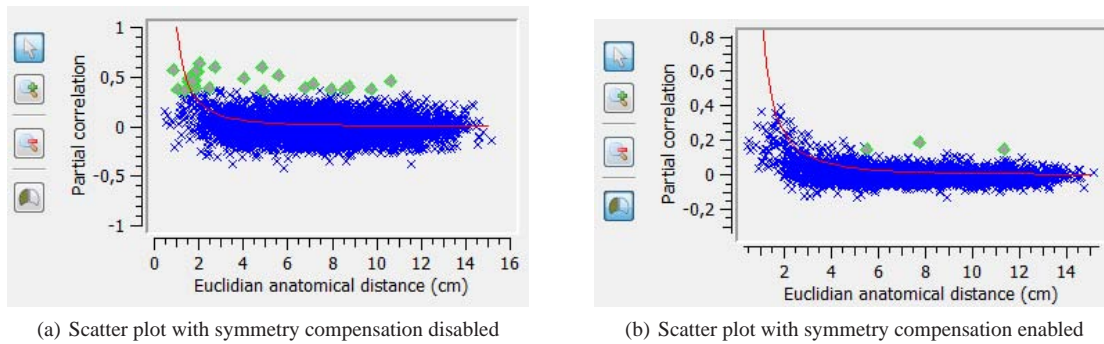 1
0,5
0
-0,5
-1
Partial correlation
0 2 4 6 8 10 12 14 16
Euclidian anatomical distance (cm)
(a) Scatter plot with symmetry compensation disabled
0,8
0,6
0,4
0,2
0
-0,2
Partial correlation
2 4 6 8 10 12 14
Euclidian anatomical distance (cm)
(b) Scatter plot with symmetry compensation enabled